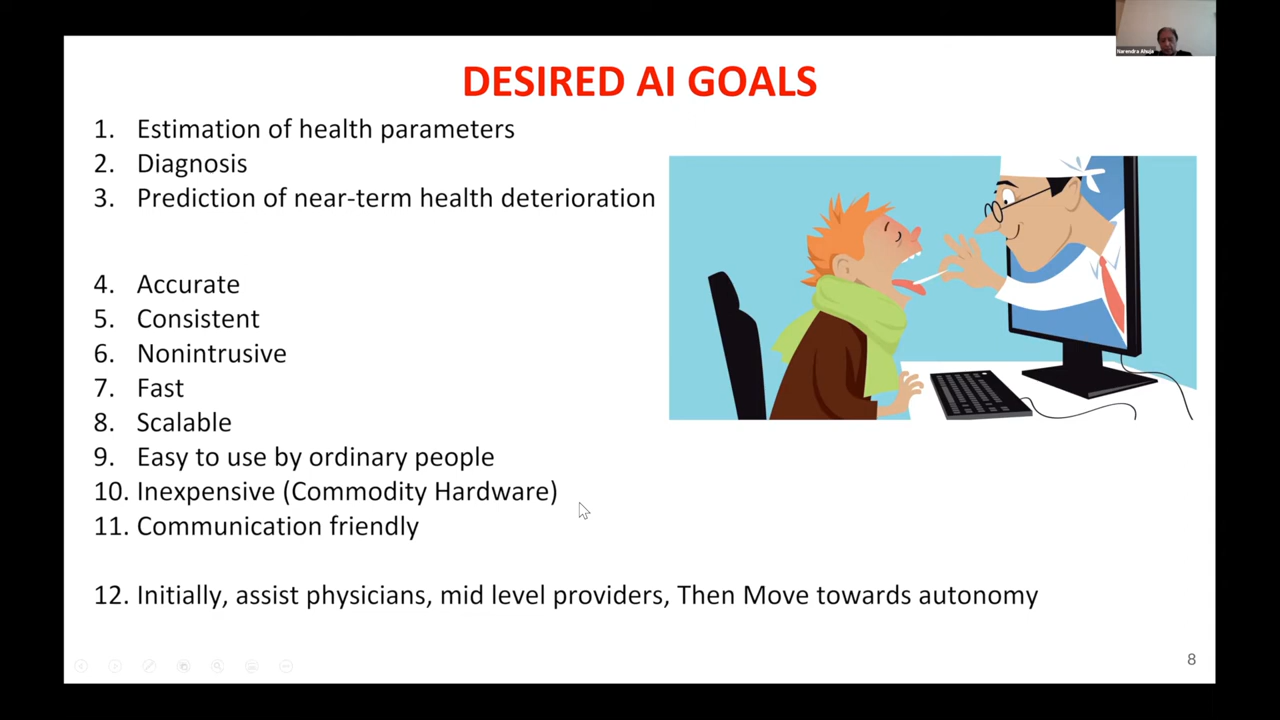 Narendra Ahuja
DESIRED AI GOALS
1. Estimation of health parameters
2. Diagnosis
3. Prediction of near-term health deterioration
4. Accurate
5. Consistent
6. Nonintrusive
7. Fast
8. Scalable
9. Easy to use by ordinary people
10. Inexpensive (Commodity Hardware)
11. Communication friendly
12. Initially, assist physicians, mid level providers, Then Move towards autonomy
8